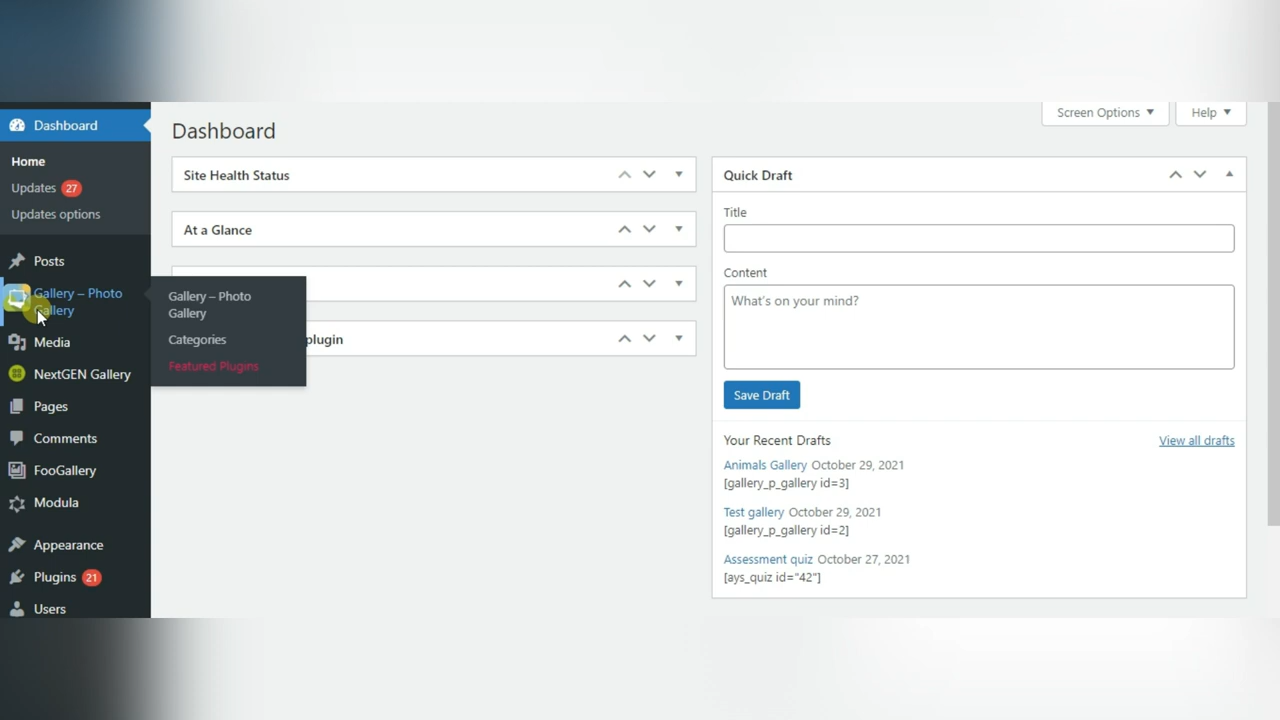 Dashboard
Home
Updates 27
Updates options
Posts
Gallery – Photo
Gallery
Media
NextGEN Gallery
Pages
Comments
FooGallery
Modula
Appearance
Plugins 21
Users
Gallery – Photo
Gallery
Categories
Featured Plugins
Screen Options
Help
Dashboard
Site Health Status
At a Glance
plugin
Quick Draft
Title
Content
What's on your mind?
Save Draft
Your Recent Drafts
View all drafts
Animals Gallery October 29, 2021
[gallery_p_gallery id=3]
Test gallery October 29, 2021
[gallery_p_gallery id=2]
Assessment quiz October 27, 2021
[ays_quiz id="42"]